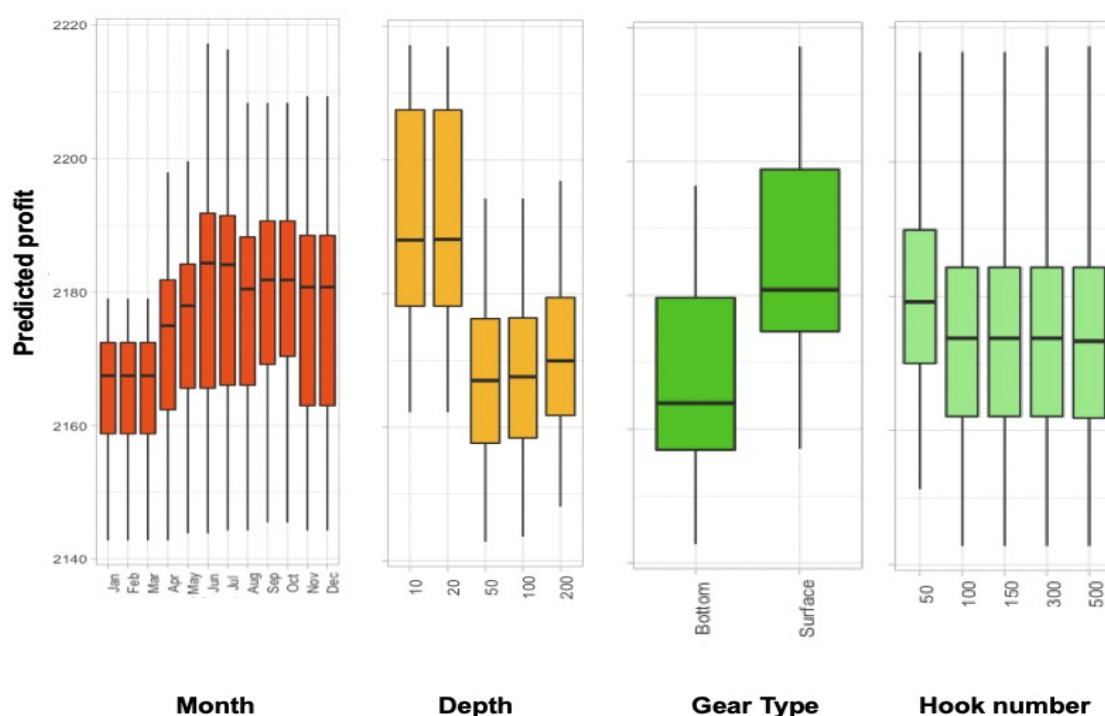 Predicted profit
2220
2200
2180
2160
2140
Jan
Feb
Mar
Apr
May
Jun
Jul
Aug
Sep
Oct
Nov
Dec
10
20
50
100
200
Bottom
Surface
50
100
150
300
500
Month
Depth
Gear Type
Hook number